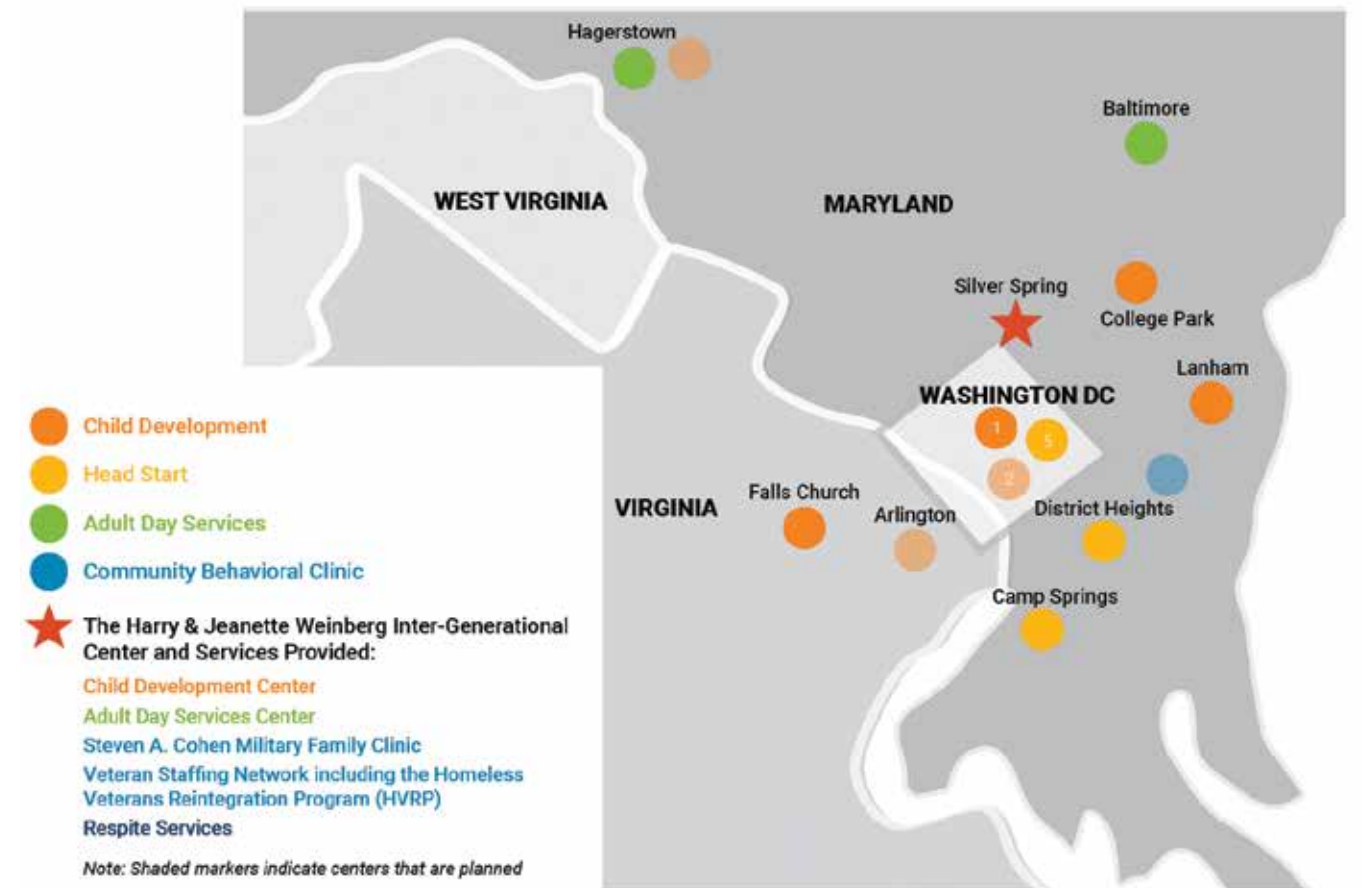 Hagerstown
Baltimore
WEST VIRGINIA
MARYLAND
Silver Spring
College Park
Lanham
WASHINGTON DC
1
5
2
Falls Church
Arlington
District Heights
VIRGINIA
Camp Springs
Child Development
Head Start
Adult Day Services
Community Behavioral Clinic
The Harry & Jeanette Weinberg Inter-Generational
Center and Services Provided:
Child Development Center
Adult Day Services Center
Steven A. Cohen Military Family Clinic
Veteran Staffing Network including the Homeless
Veterans Reintegration Program (HVRP)
Respite Services
Note: Shaded markers indicate centers that are planned